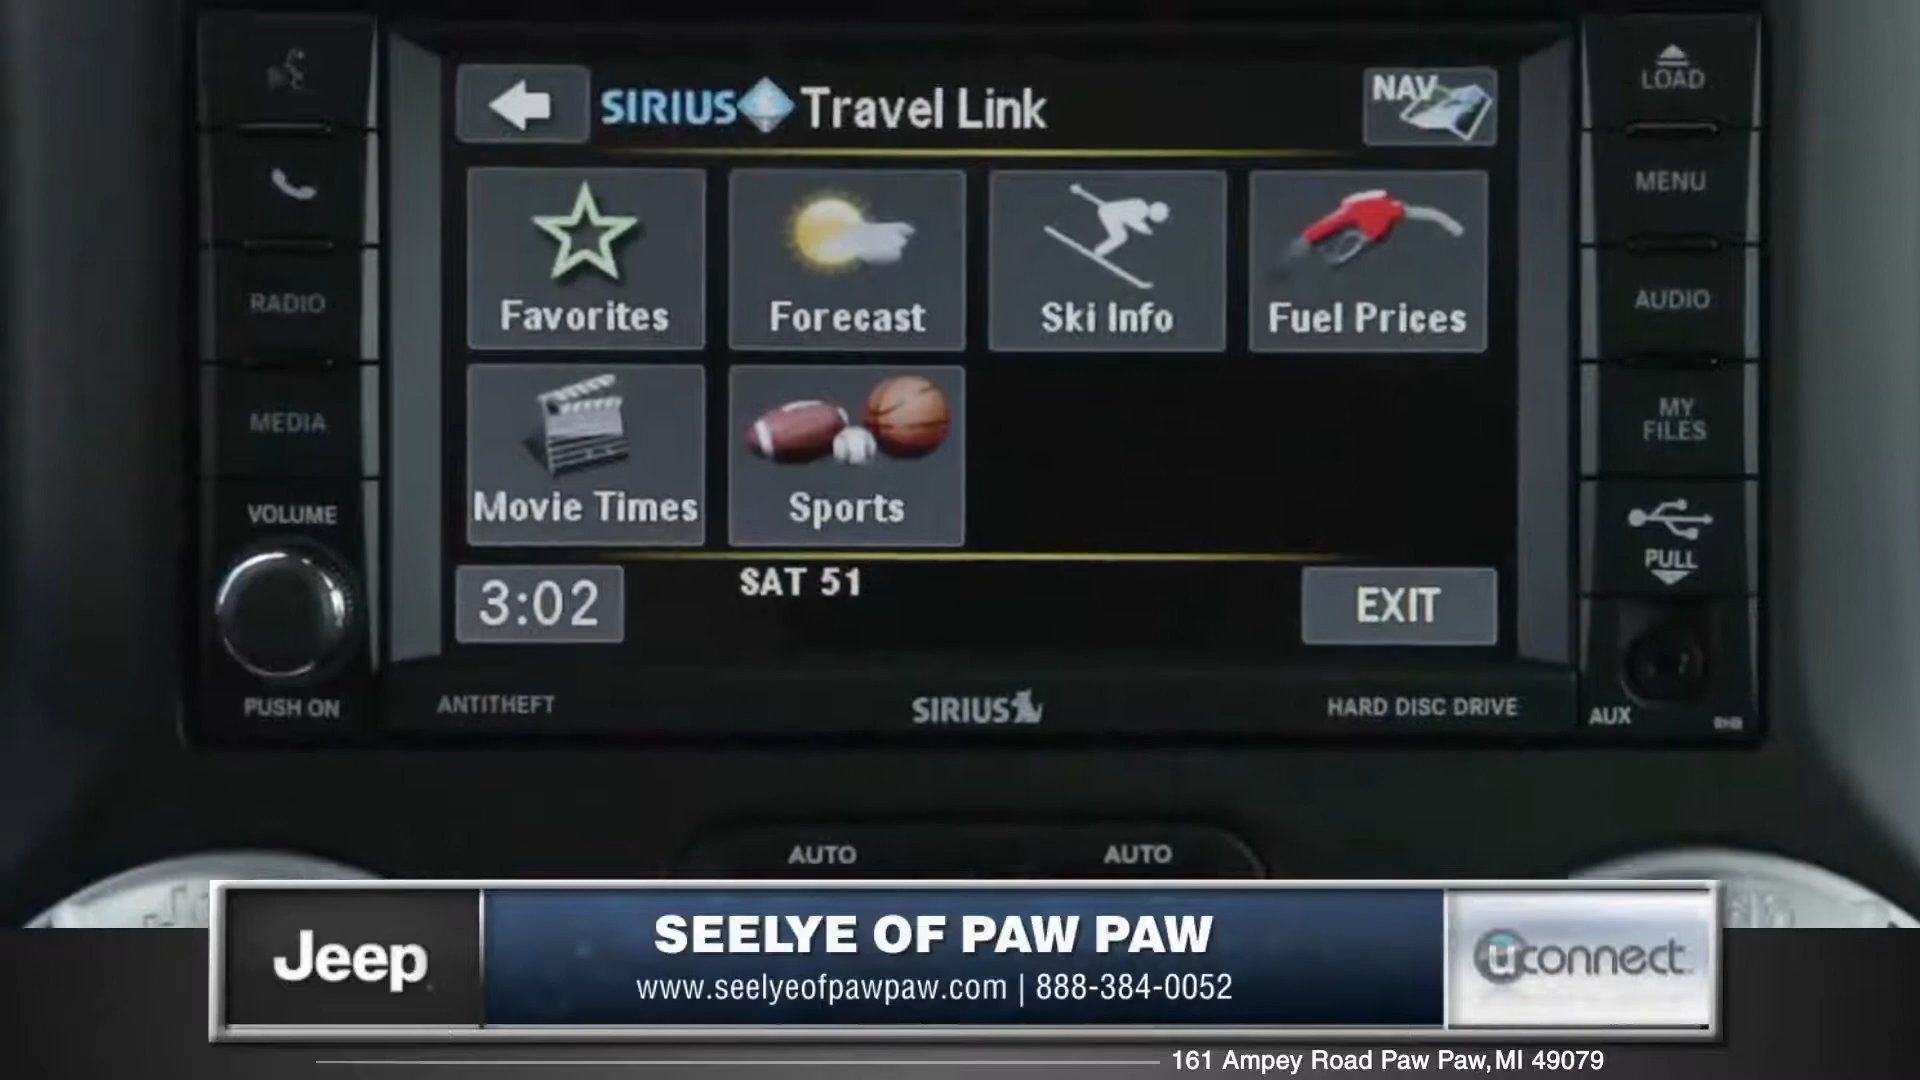 LOAD
SIRIUS Travel Link
NAV
MENU
Favorites
Forecast
Ski Info
Fuel Prices
RADIO
AUDIO
MEDIA
MY
FILES
Movie Times
Sports
VOLUME
PULL
3:02
SAT 51
EXIT
PUSH ON
ANTITHEFT
SIRIUS
HARD DISC DRIVE
AUX
AUTO
AUTO
Jeep
SEELYE OF PAW PAW
www.seelyeofpawpaw.com | 888-384-0052
uconnect
161 Ampey Road Paw Paw, MI 49079